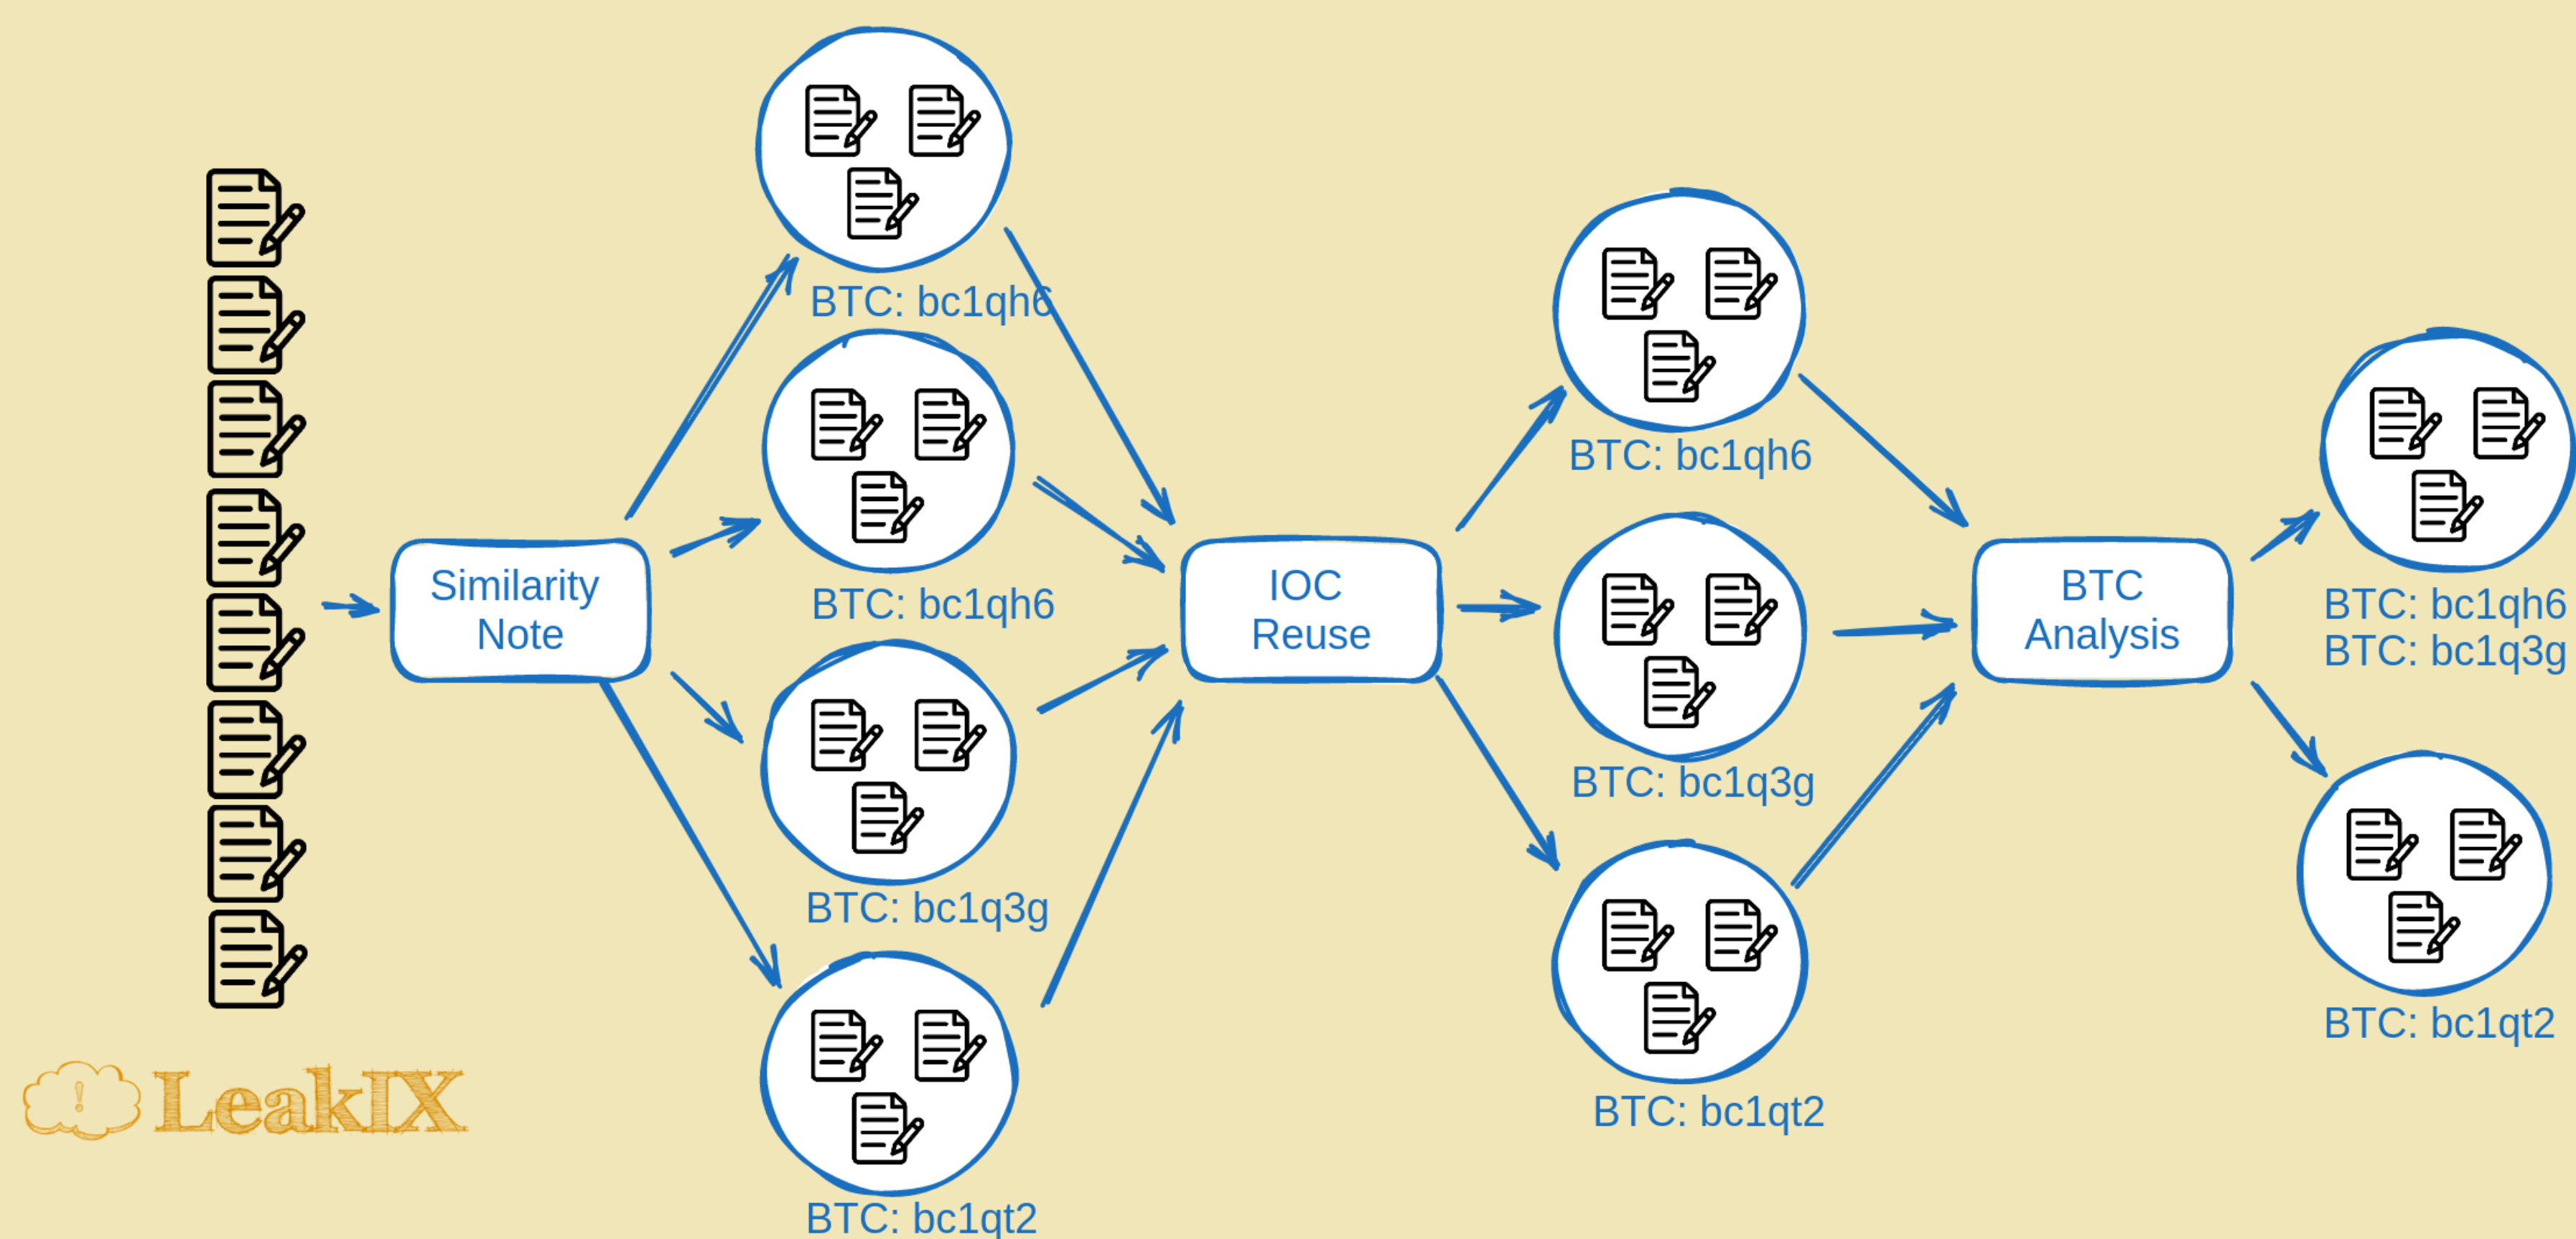 BTC: bc1qh6
BTC: bc1qh6
BTC: bc1q3g
BTC: bc1qt2
Similarity
Note
IOC
Reuse
BTC: bc1qh6
BTC: bc1q3g
BTC: bc1qt2
BTC
Analysis
BTC: bc1qh6
BTC: bc1q3g
BTC: bc1qt2
!
LeakIX